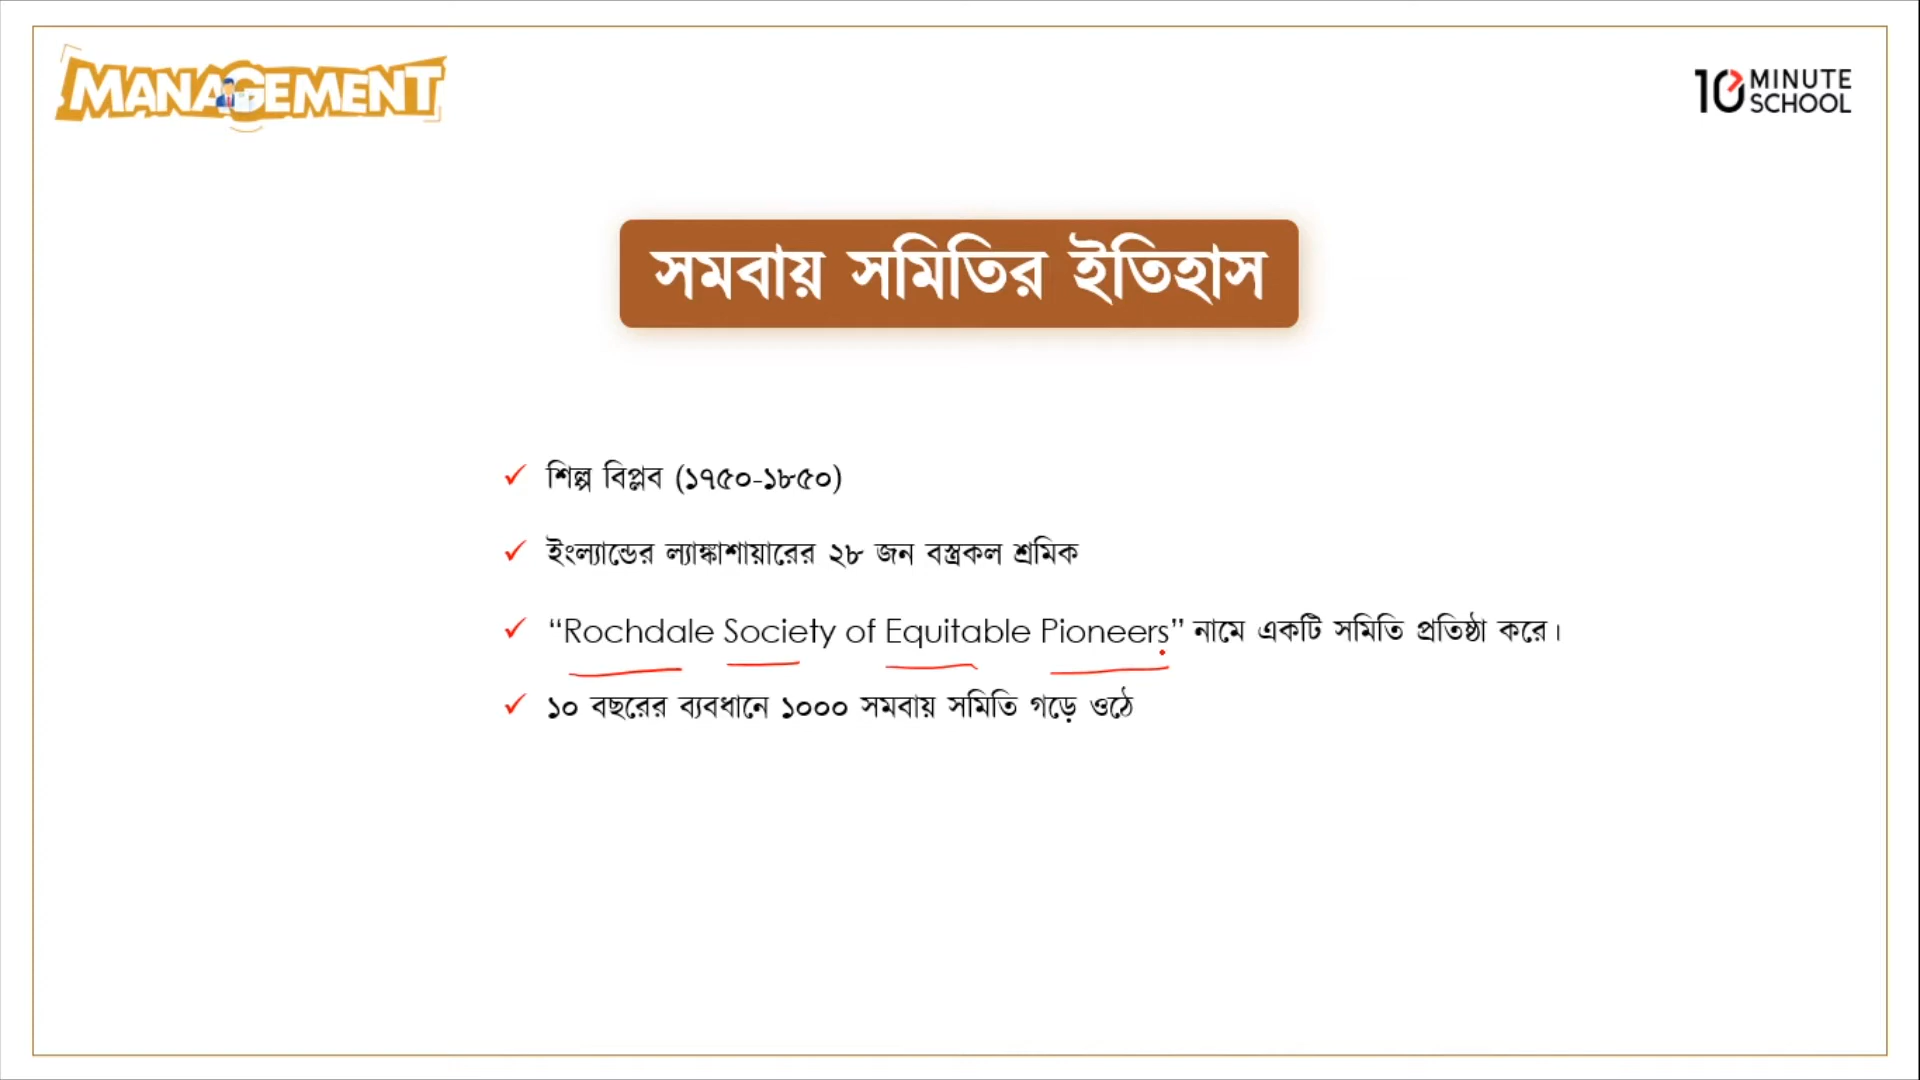 MANAGEMENT
10 MINUTE SCHOOL
সমবায় সমিতির ইতিহাস
শিল্প বিপ্লব (১৭৫০-১৮৫০)
ইংল্যান্ডের ল্যাঙ্কাশায়ারের ২৮ জন বস্ত্রকল শ্রমিক
“Rochdale Society of Equitable Pioneers” নামে একটি সমিতি প্রতিষ্ঠা করে।
১০ বছরের ব্যবধানে ১০০০ সমবায় সমিতি গড়ে ওঠে